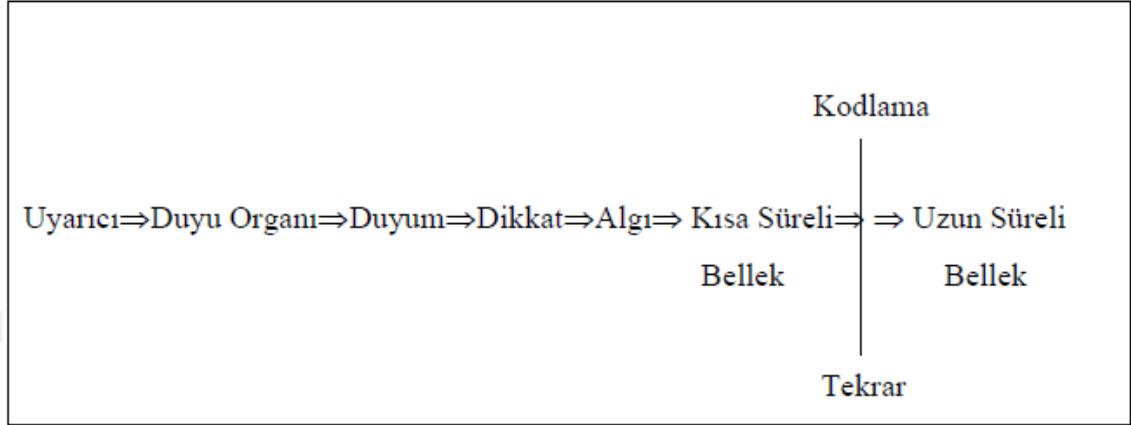 Kodlama
Uyarıcı⇒Duyu Organı⇒Duyum⇒Dikkat⇒Algı⇒ Kısa Süreli⇒ ⇒ Uzun Süreli
Bellek Bellek
Tekrar